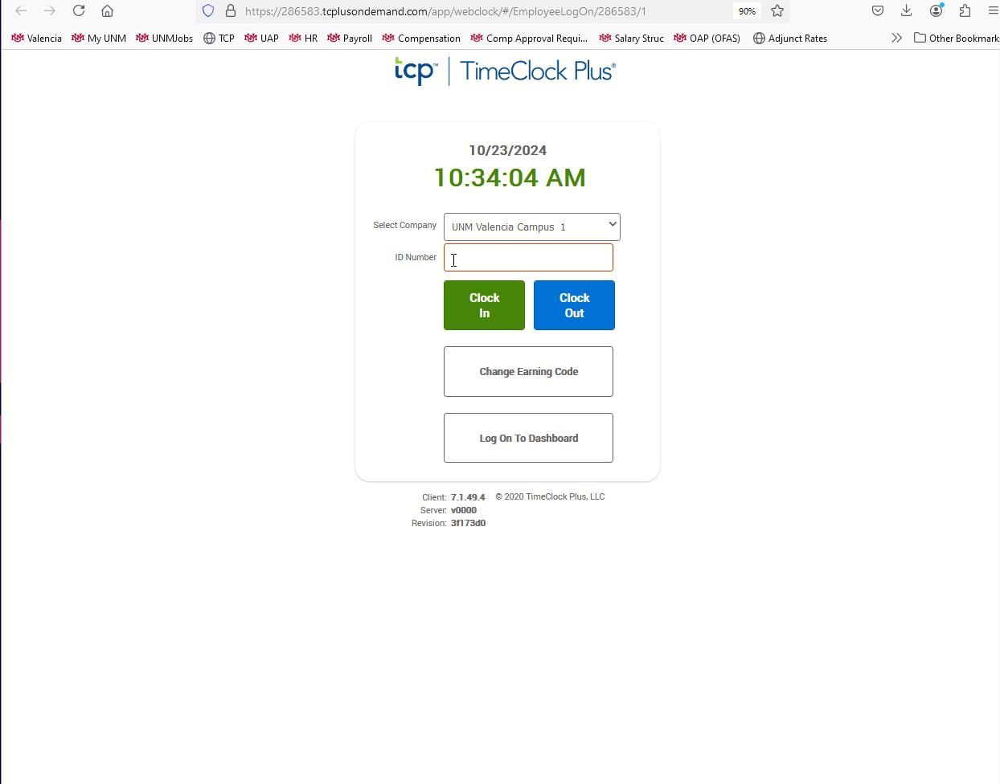 https://286583.tcplusondemand.com/app/webclock/#/EmployeeLogOn/286583/1 90%
Valencia My UNM UNMJobs TCP UAP HR Payroll Compensation Comp Approval Requi... Salary Struc OAP (OFAS) Adjunct Rates Other Bookmark
tcp™ | TimeClock Plus®
10/23/2024
10:34:04 AM
Select Company UNM Valencia Campus 1
ID Number
Clock In Clock Out
Change Earning Code
Log On To Dashboard
Client: 7.1.49.4 © 2020 TimeClock Plus, LLC
Server: v0000
Revision: 3f173d0